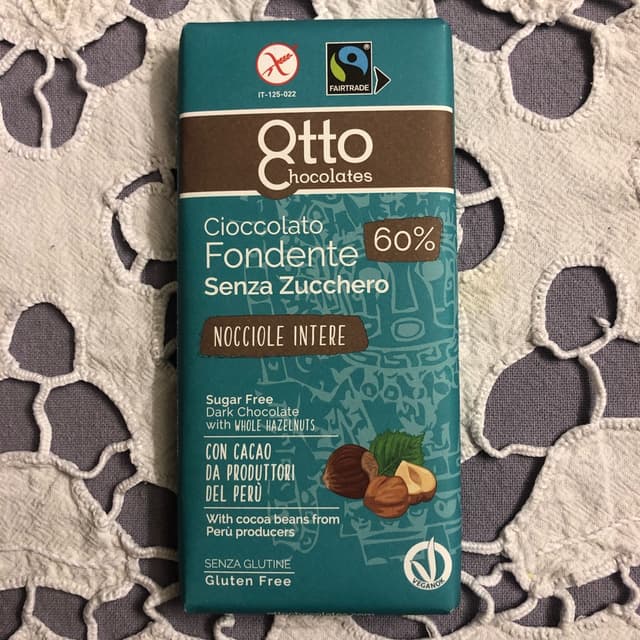 IT-125-022
FAIRTRADE
8tto
Chocolates
Cioccolato
Fondente 60%
Senza Zucchero
NOCCIOLE INTERE
Sugar Free
Dark Chocolate
with WHOLE HAZELNUTS
CON CACAO
DA PRODUTTORI
DEL PERÙ
With cocoa beans from
Perù producers
SENZA GLUTINE
Gluten Free
VEGANOK